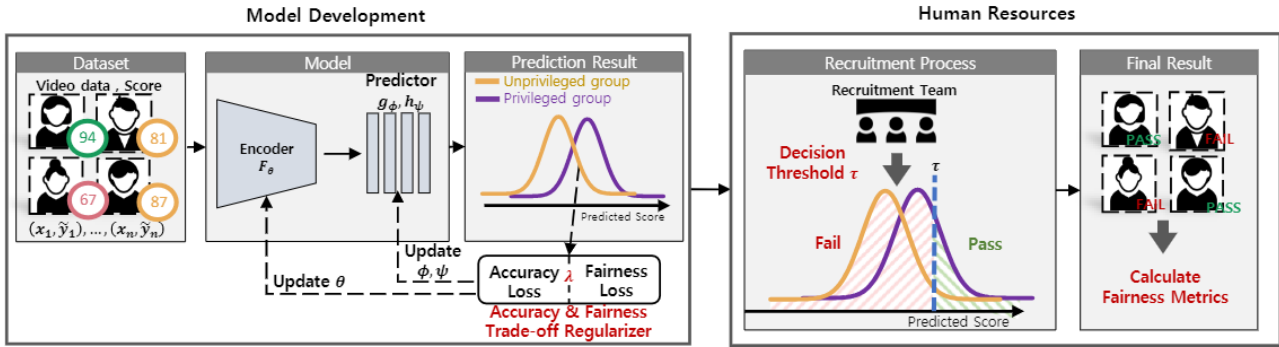 Model Development
Human Resources
Dataset
Video data , Score
94
81
67
87
(x₁, ỹ₁), ..., (xₙ, ỹₙ)
Model
Predictor
g_ϕ, h_ψ
Encoder
F_θ
Update θ
Update
ϕ, ψ
Prediction Result
Unprivileged group
Privileged group
Predicted Score
Accuracy
Loss
λ
Fairness
Loss
Accuracy & Fairness
Trade-off Regularizer
Recruitment Process
Recruitment Team
Decision
Threshold τ
τ
Fail
Pass
Predicted Score
Final Result
PASS
FAIL
FAIL
PASS
Calculate
Fairness Metrics